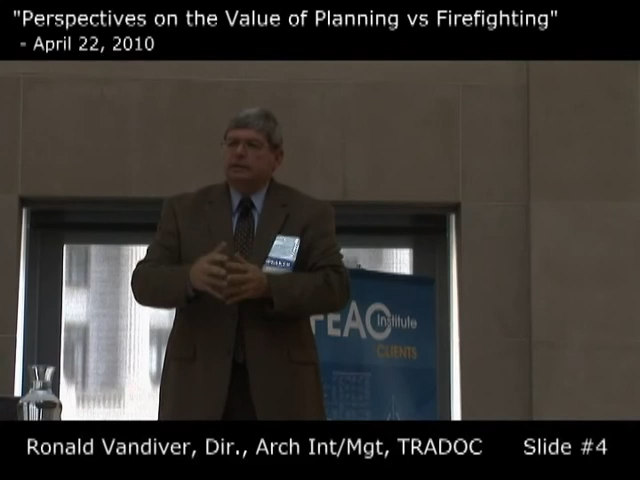 "Perspectives on the Value of Planning vs Firefighting"
- April 22, 2010
FEAC Institute
CLIENTS
Ronald Vandiver, Dir., Arch Int/Mgt, TRADOC Slide #4